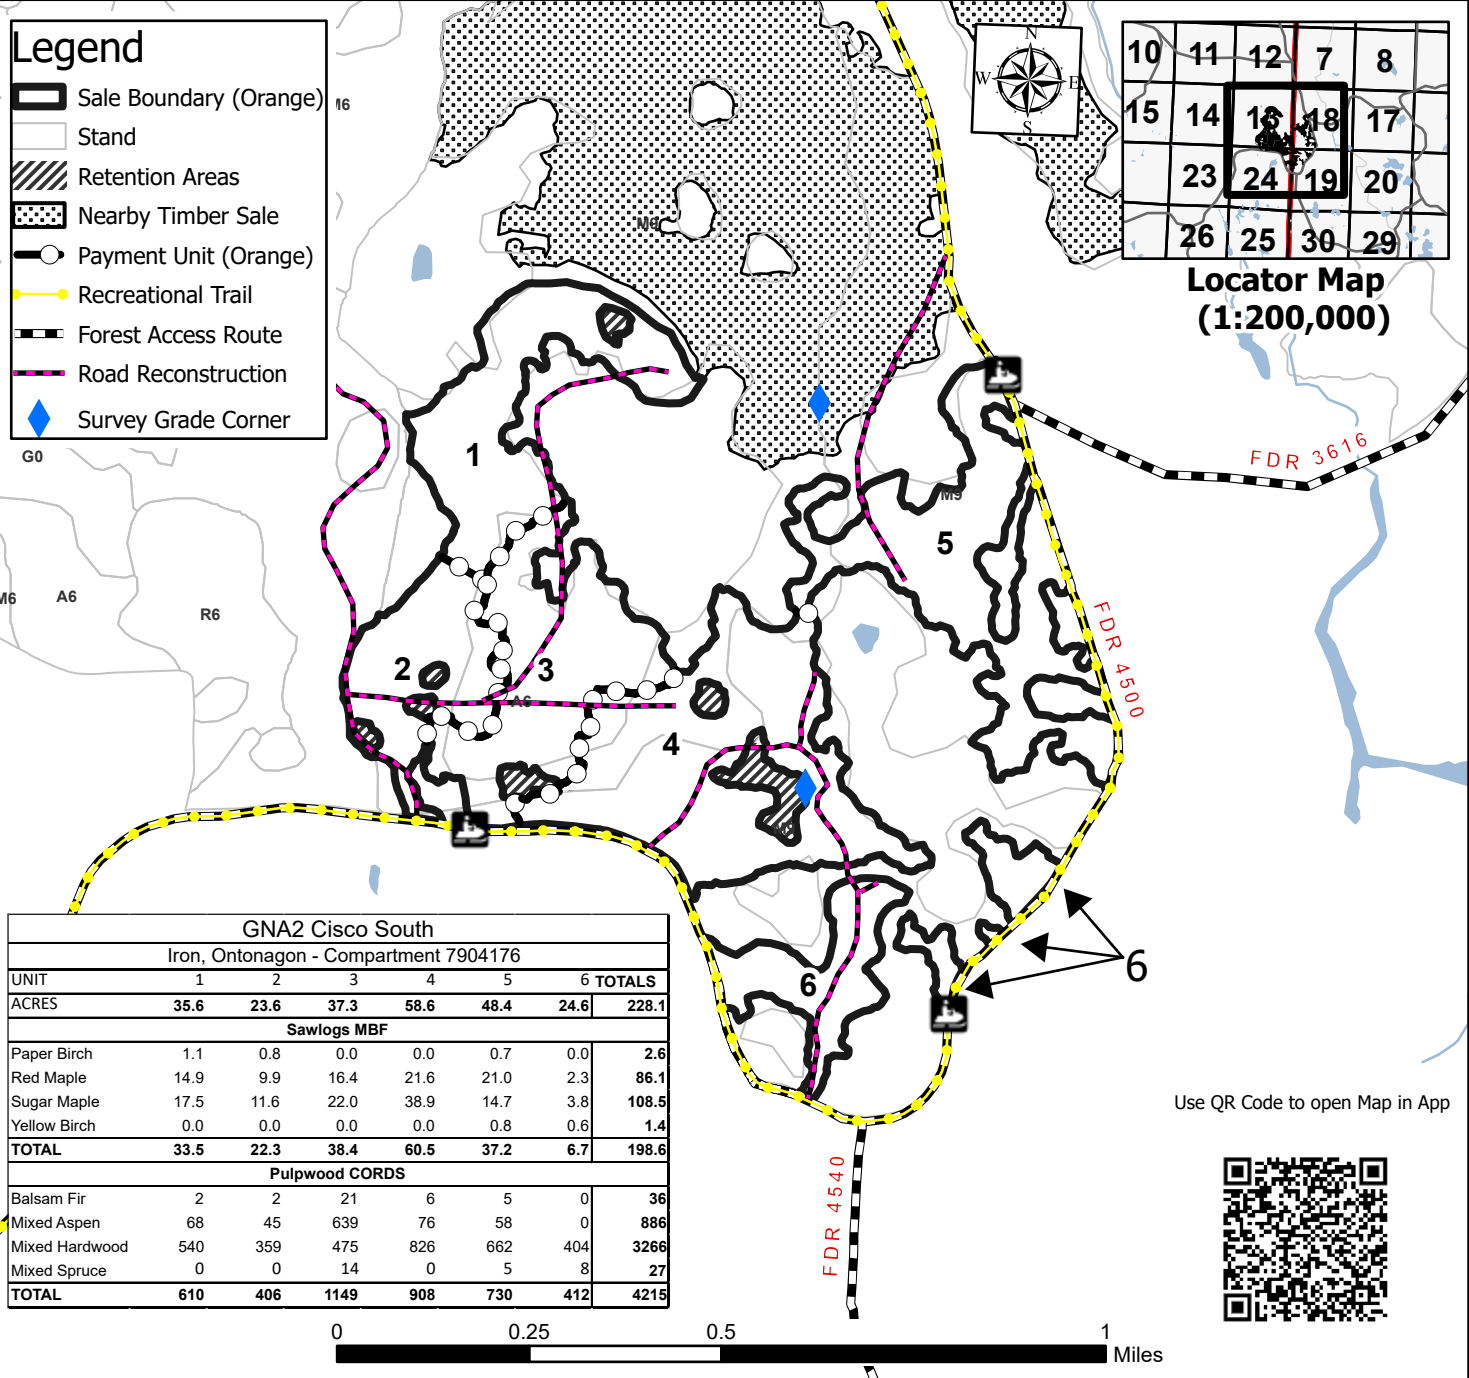 Legend
Sale Boundary (Orange)
Stand
Retention Areas
Nearby Timber Sale
Payment Unit (Orange)
Recreational Trail
Forest Access Route
Road Reconstruction
Survey Grade Corner
N
W E
S
10 11 12 7 8
15 14 13 18 17
23 24 19 20
26 25 30 29
Locator Map
(1:200,000)
G0
M6
A6
R6
M9
A6
1
2
3
4
5
6
6
FDR 3616
FDR 4500
FDR 4540
GNA2 Cisco South
Iron, Ontonagon - Compartment 7904176
UNIT 1 2 3 4 5 6 TOTALS
ACRES 35.6 23.6 37.3 58.6 48.4 24.6 228.1
Sawlogs MBF
Paper Birch 1.1 0.8 0.0 0.0 0.7 0.0 2.6
Red Maple 14.9 9.9 16.4 21.6 21.0 2.3 86.1
Sugar Maple 17.5 11.6 22.0 38.9 14.7 3.8 108.5
Yellow Birch 0.0 0.0 0.0 0.0 0.8 0.6 1.4
TOTAL 33.5 22.3 38.4 60.5 37.2 6.7 198.6
Pulpwood CORDS
Balsam Fir 2 2 21 6 5 0 36
Mixed Aspen 68 45 639 76 58 0 886
Mixed Hardwood 540 359 475 826 662 404 3266
Mixed Spruce 0 0 14 0 5 8 27
TOTAL 610 406 1149 908 730 412 4215
Use QR Code to open Map in App
0 0.25 0.5 1
Miles